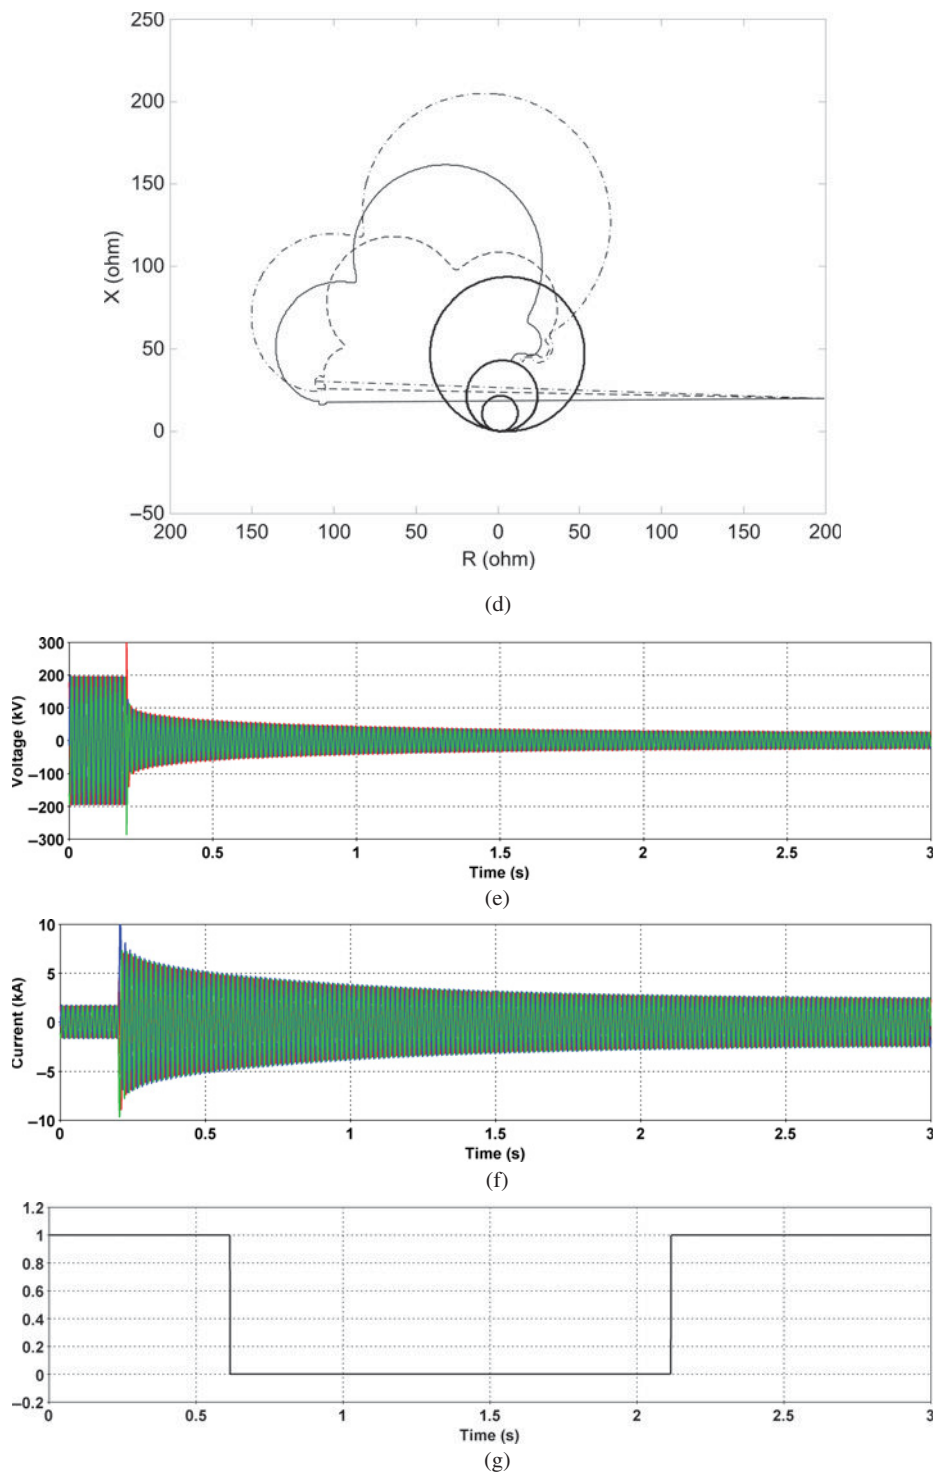 250
200
150
100
50
0
–50
X (ohm)
200 150 100 50 0 50 100 150 200
R (ohm)
(d)
300
200
100
0
–100
–200
–300
Voltage (kV)
0 0.5 1 1.5 2 2.5 3
Time (s)
(e)
10
5
0
–5
–10
Current (kA)
0 0.5 1 1.5 2 2.5 3
Time (s)
(f)
1.2
1
0.8
0.6
0.4
0.2
0
–0.2
0 0.5 1 1.5 2 2.5 3
Time (s)
(g)